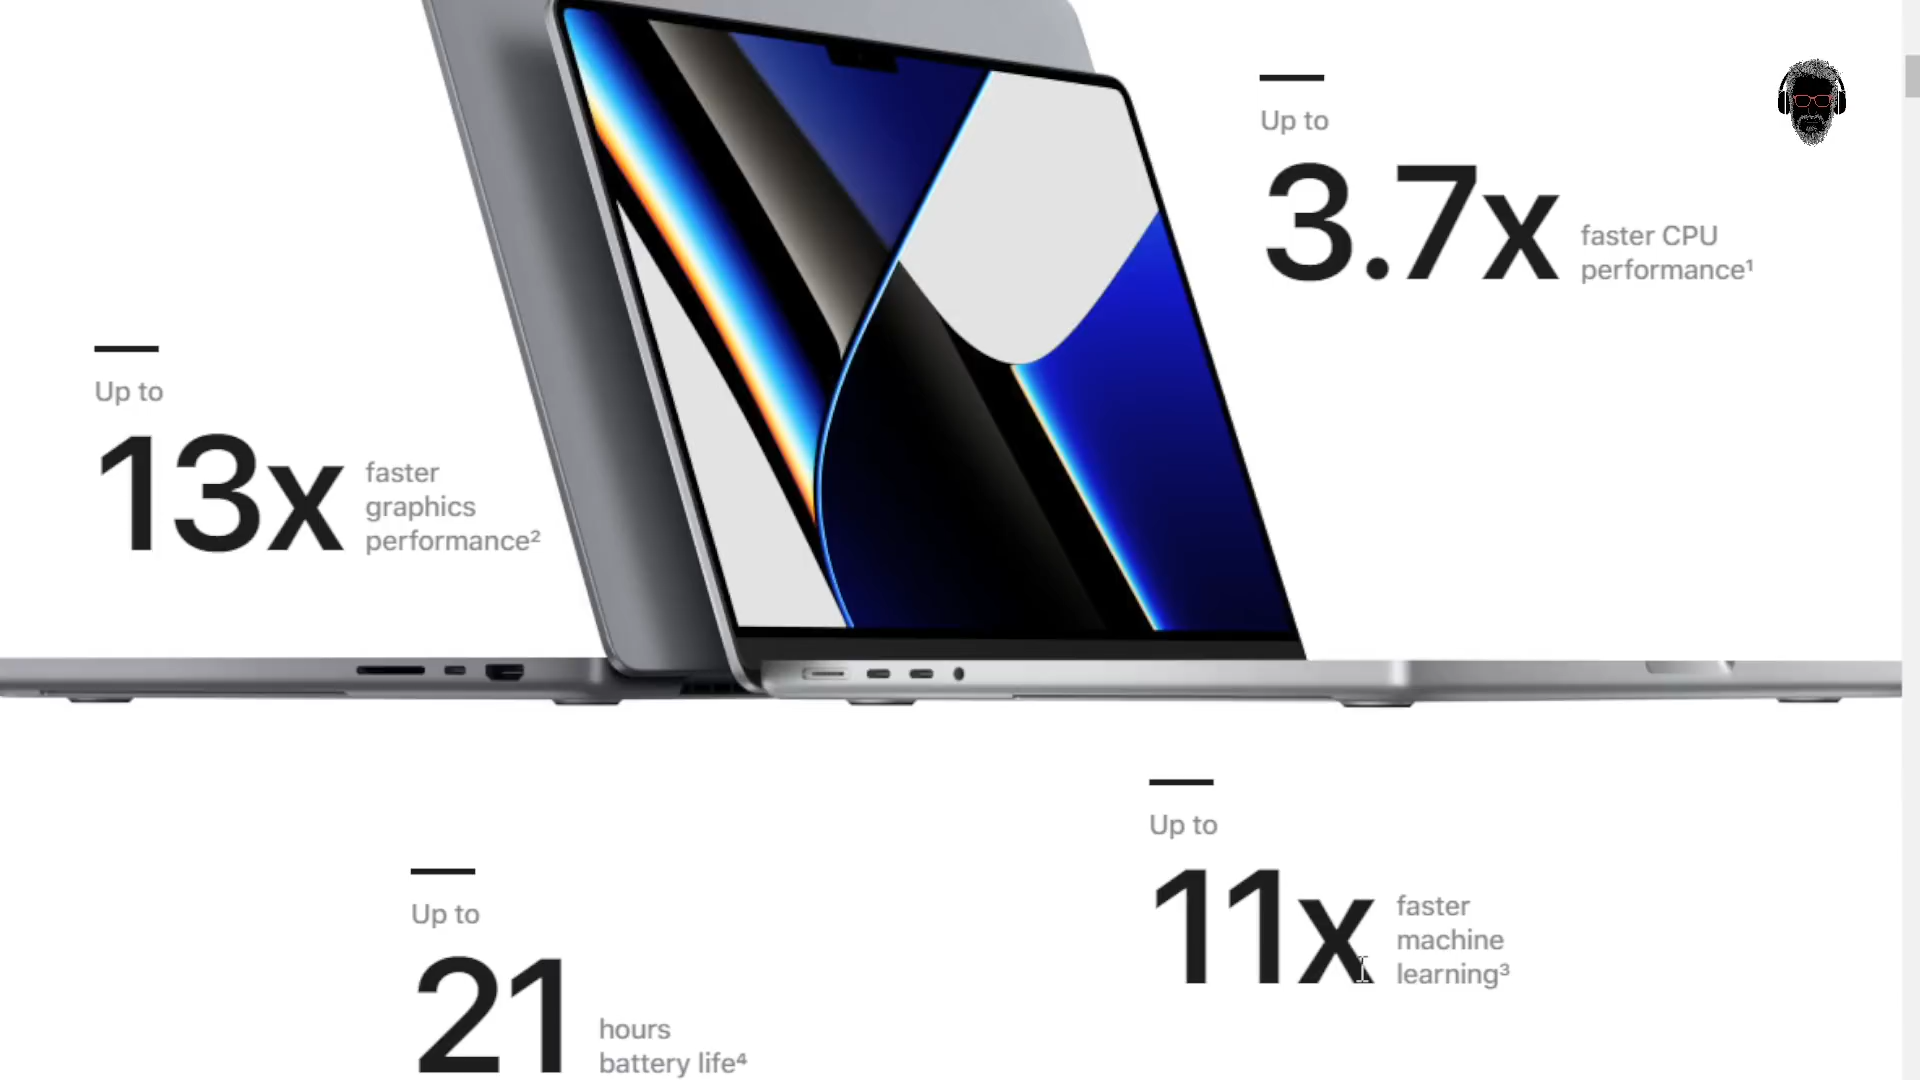 Up to
3.7x
faster CPU
performance¹
Up to
13x
faster
graphics
performance²
Up to
11x
faster
machine
learning³
Up to
21
hours
battery life⁴